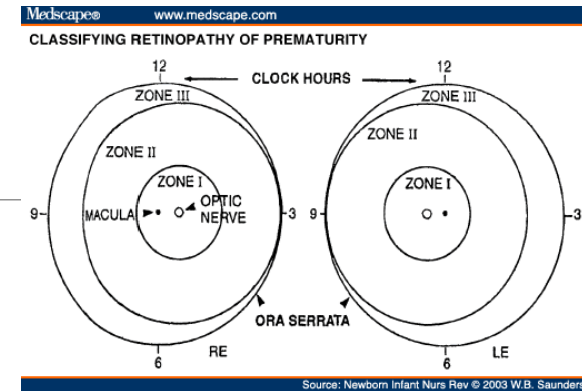 Medscape® www.medscape.com
CLASSIFYING RETINOPATHY OF PREMATURITY
12 12
CLOCK HOURS
ZONE III ZONE III
ZONE II ZONE II
ZONE I ZONE I
OPTIC
NERVE
MACULA
9 3 9 3
ORA SERRATA
RE LE
6 6
Source: Newborn Infant Nurs Rev © 2003 W.B. Saunders